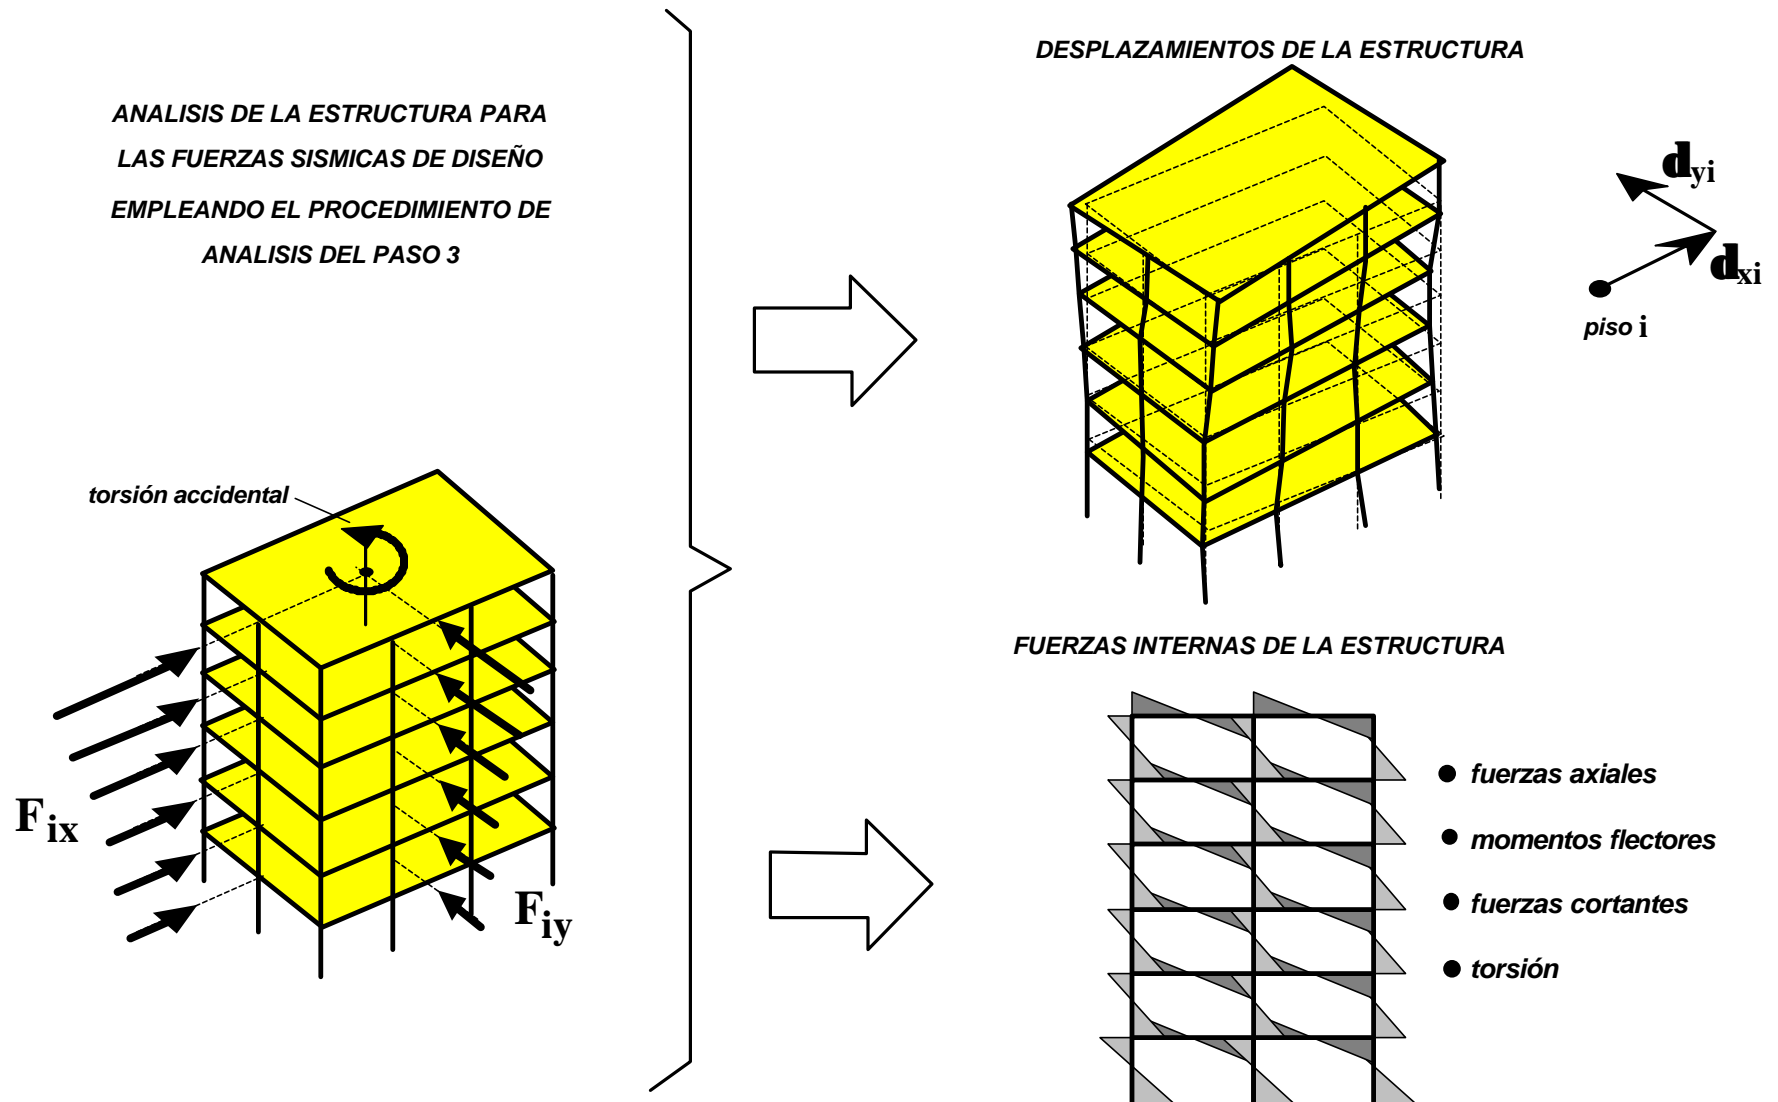 ANALISIS DE LA ESTRUCTURA PARA
LAS FUERZAS SISMICAS DE DISEÑO
EMPLEANDO EL PROCEDIMIENTO DE
ANALISIS DEL PASO 3
torsión accidental
Fix
Fiy
DESPLAZAMIENTOS DE LA ESTRUCTURA
dyi
dxi
piso i
FUERZAS INTERNAS DE LA ESTRUCTURA
● fuerzas axiales
● momentos flectores
● fuerzas cortantes
● torsión